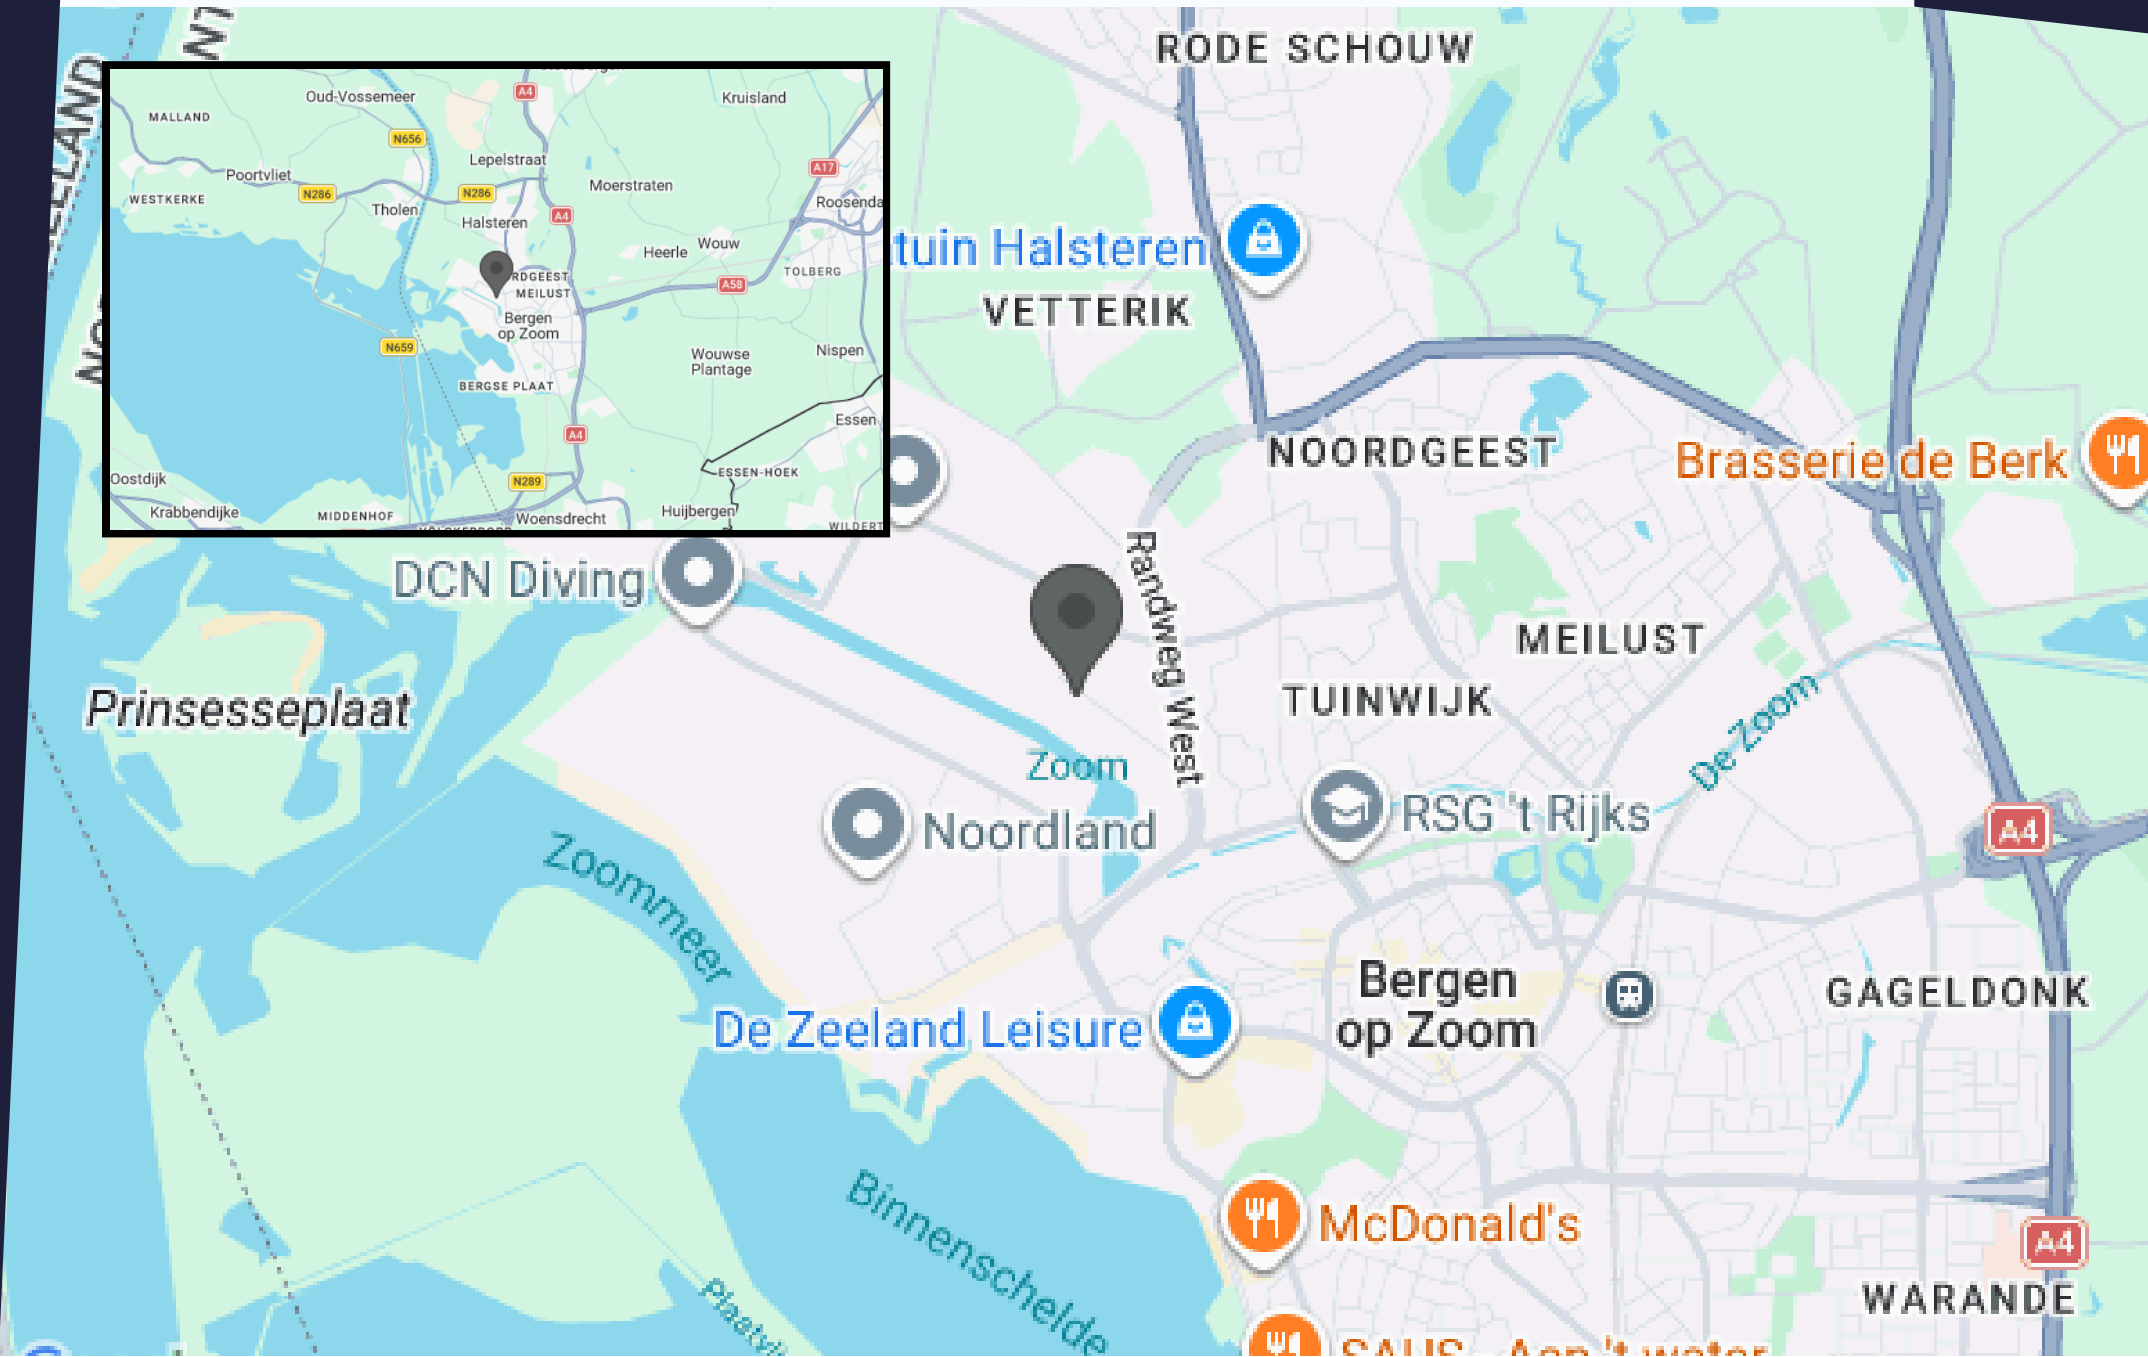 RODE SCHOUW
Oud-Vossemeer
A4
Kruisland
MALLAND
N656
Lepelstraat
A17
Poortvliet
N286
N286
Moerstraten
WESTKERKE
Tholen
Halsteren
A4
Roosenda
Heerle
Wouw
RDGEEST
TOLBERG
MEILUST
A58
Bergen
op Zoom
N659
Wouwse
Plantage
Nispen
BERGSE PLAAT
Essen
A4
ESSEN-HOEK
Oostdijk
N289
Krabbendijke
MIDDENHOF
Woensdrecht
Huijbergen
WILDERT
tuin Halsteren
VETTERIK
NOORDGEEST
Brasserie de Berk
DCN Diving
Randweg West
MEILUST
Prinsesseplaat
TUINWIJK
De Zoom
Zoom
Noordland
RSG 't Rijks
A4
Zoommeer
Bergen
op Zoom
GAGELDONK
De Zeeland Leisure
Binnenschelde
McDonald's
A4
WARANDE